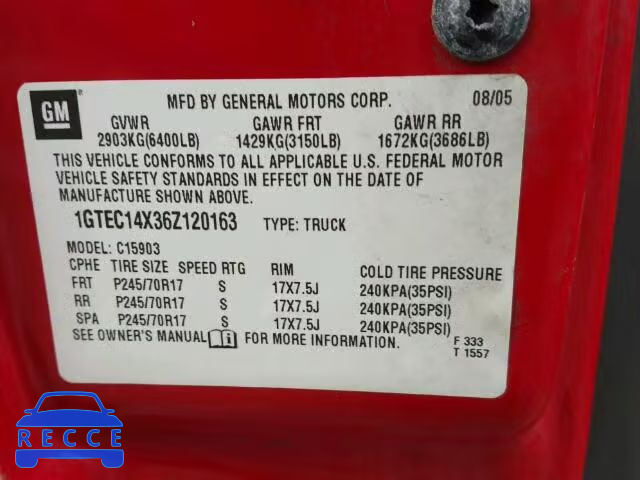 GM ®
MFD BY GENERAL MOTORS CORP. 08/05
GVWR GAWR FRT GAWR RR
2903KG(6400LB) 1429KG(3150LB) 1672KG(3686LB)
THIS VEHICLE CONFORMS TO ALL APPLICABLE U.S. FEDERAL MOTOR
VEHICLE SAFETY STANDARDS IN EFFECT ON THE DATE OF
MANUFACTURE SHOWN ABOVE.
1GTEC14X36Z120163 TYPE: TRUCK
MODEL: C15903
CPHE TIRE SIZE SPEED RTG RIM COLD TIRE PRESSURE
FRT P245/70R17 S 17X7.5J 240KPA(35PSI)
RR P245/70R17 S 17X7.5J 240KPA(35PSI)
SPA P245/70R17 S 17X7.5J 240KPA(35PSI)
SEE OWNER'S MANUAL i FOR MORE INFORMATION.
F 333
T 1557
RECCE